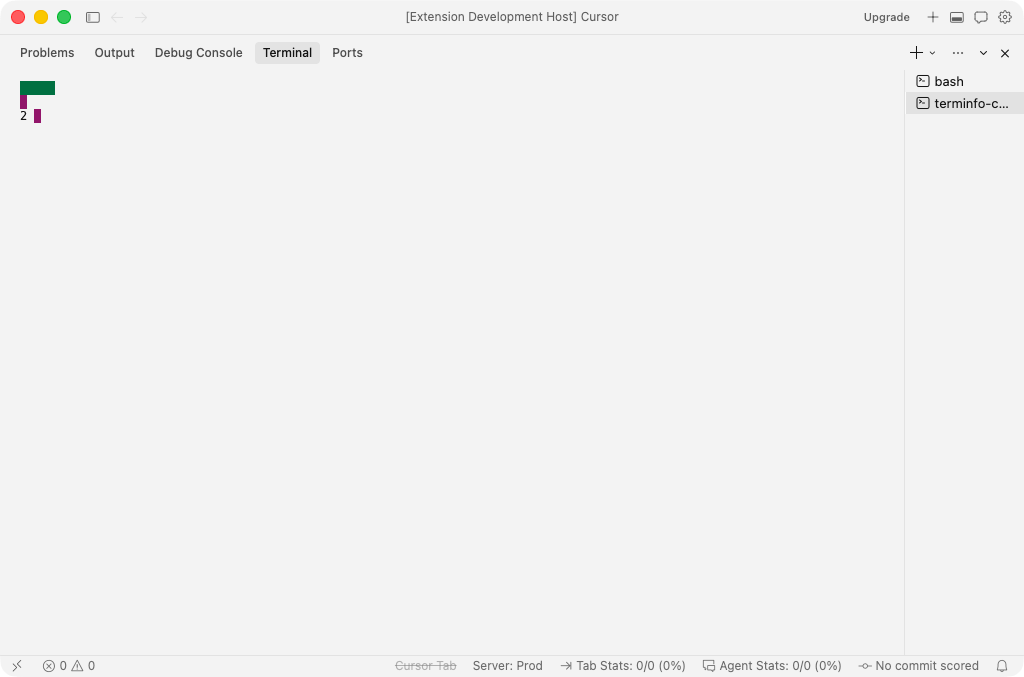 [Extension Development Host] Cursor
Upgrade
Problems Output Debug Console Terminal Ports
bash
terminfo-c...
2
0 0 Cursor Tab Server: Prod Tab Stats: 0/0 (0%) Agent Stats: 0/0 (0%) No commit scored